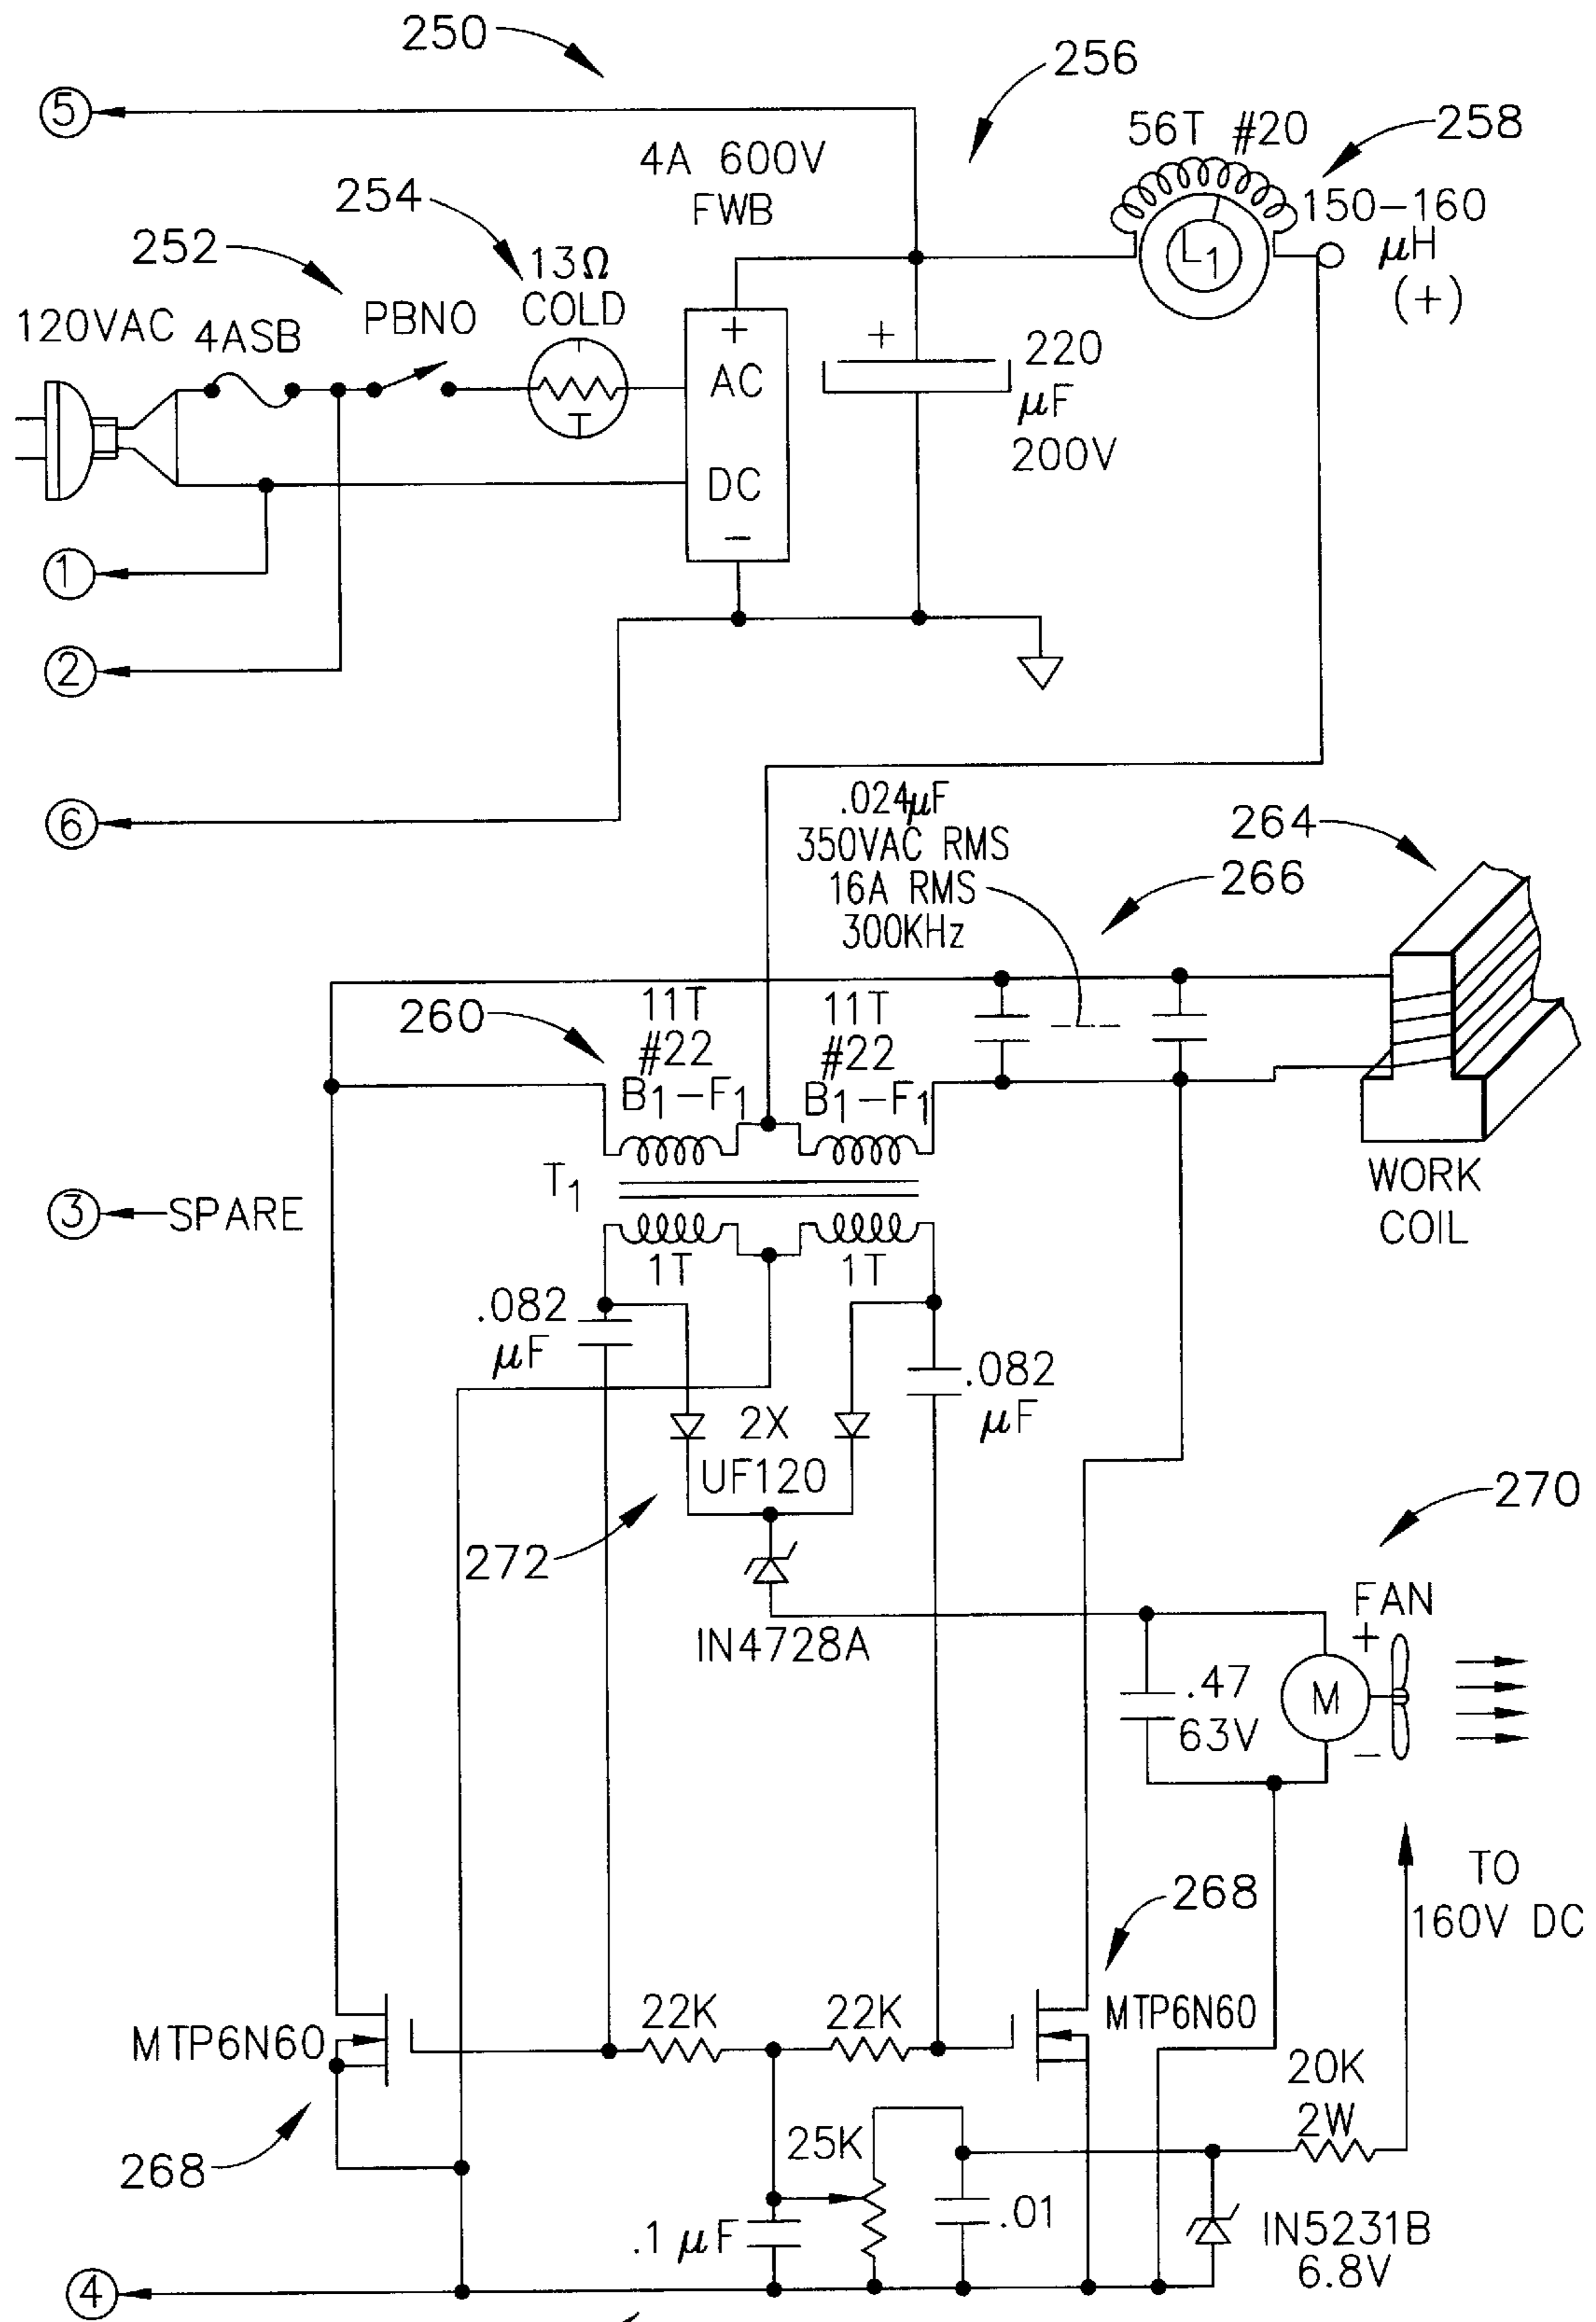 250
256
5
56T #20
258
4A 600V
FWB
254
150-160
μH
(+)
L1
252
13Ω
COLD
120VAC
4ASB
PBNO
+
AC
DC
-
+
220
μF
200V
T
1
2
6
.024μF
350VAC RMS
16A RMS
300KHz
264
266
260
11T
#22
B1-F1
11T
#22
B1-F1
WORK
COIL
T1
3
SPARE
1T
1T
.082
μF
.082
μF
2X
UF120
272
270
IN4728A
FAN
+
M
-
.47
63V
TO
160V DC
268
MTP6N60
22K
22K
MTP6N60
20K
2W
268
25K
.1 μF
.01
IN5231B
6.8V
4